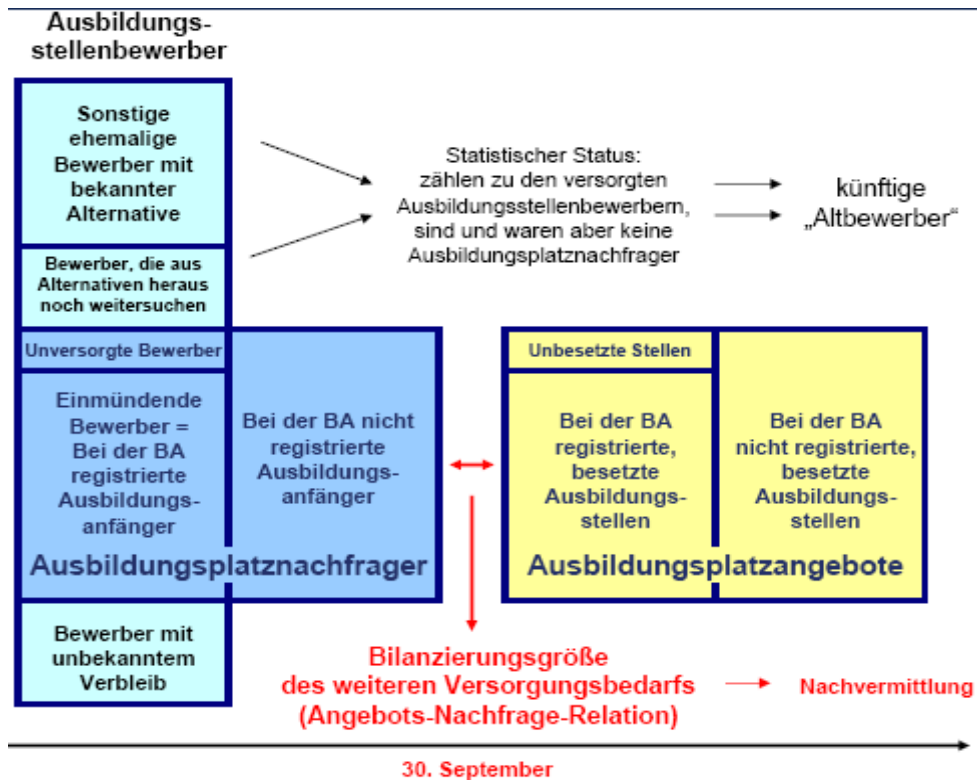 Ausbildungs-
stellenbewerber
Sonstige
ehemalige
Bewerber mit
bekannter
Alternative
Statistischer Status:
zählen zu den versorgten
Ausbildungsstellenbewerbern,
sind und waren aber keine
Ausbildungsplatznachfrager
künftige
„Altbewerber“
Bewerber, die aus
Alternativen heraus
noch weitersuchen
Unversorgte Bewerber
Einmündende
Bewerber =
Bei der BA
registrierte
Ausbildungs-
anfänger
Bei der BA nicht
registrierte
Ausbildungs-
anfänger
Ausbildungsplatznachfrager
Unbesetzte Stellen
Bei der BA
registrierte,
besetzte
Ausbildungs-
stellen
Bei der BA
nicht registrierte,
besetzte
Ausbildungs-
stellen
Ausbildungsplatzangebote
Bewerber mit
unbekanntem
Verbleib
Bilanzierungsgröße
des weiteren Versorgungsbedarfs
(Angebots-Nachfrage-Relation)
Nachvermittlung
30. September